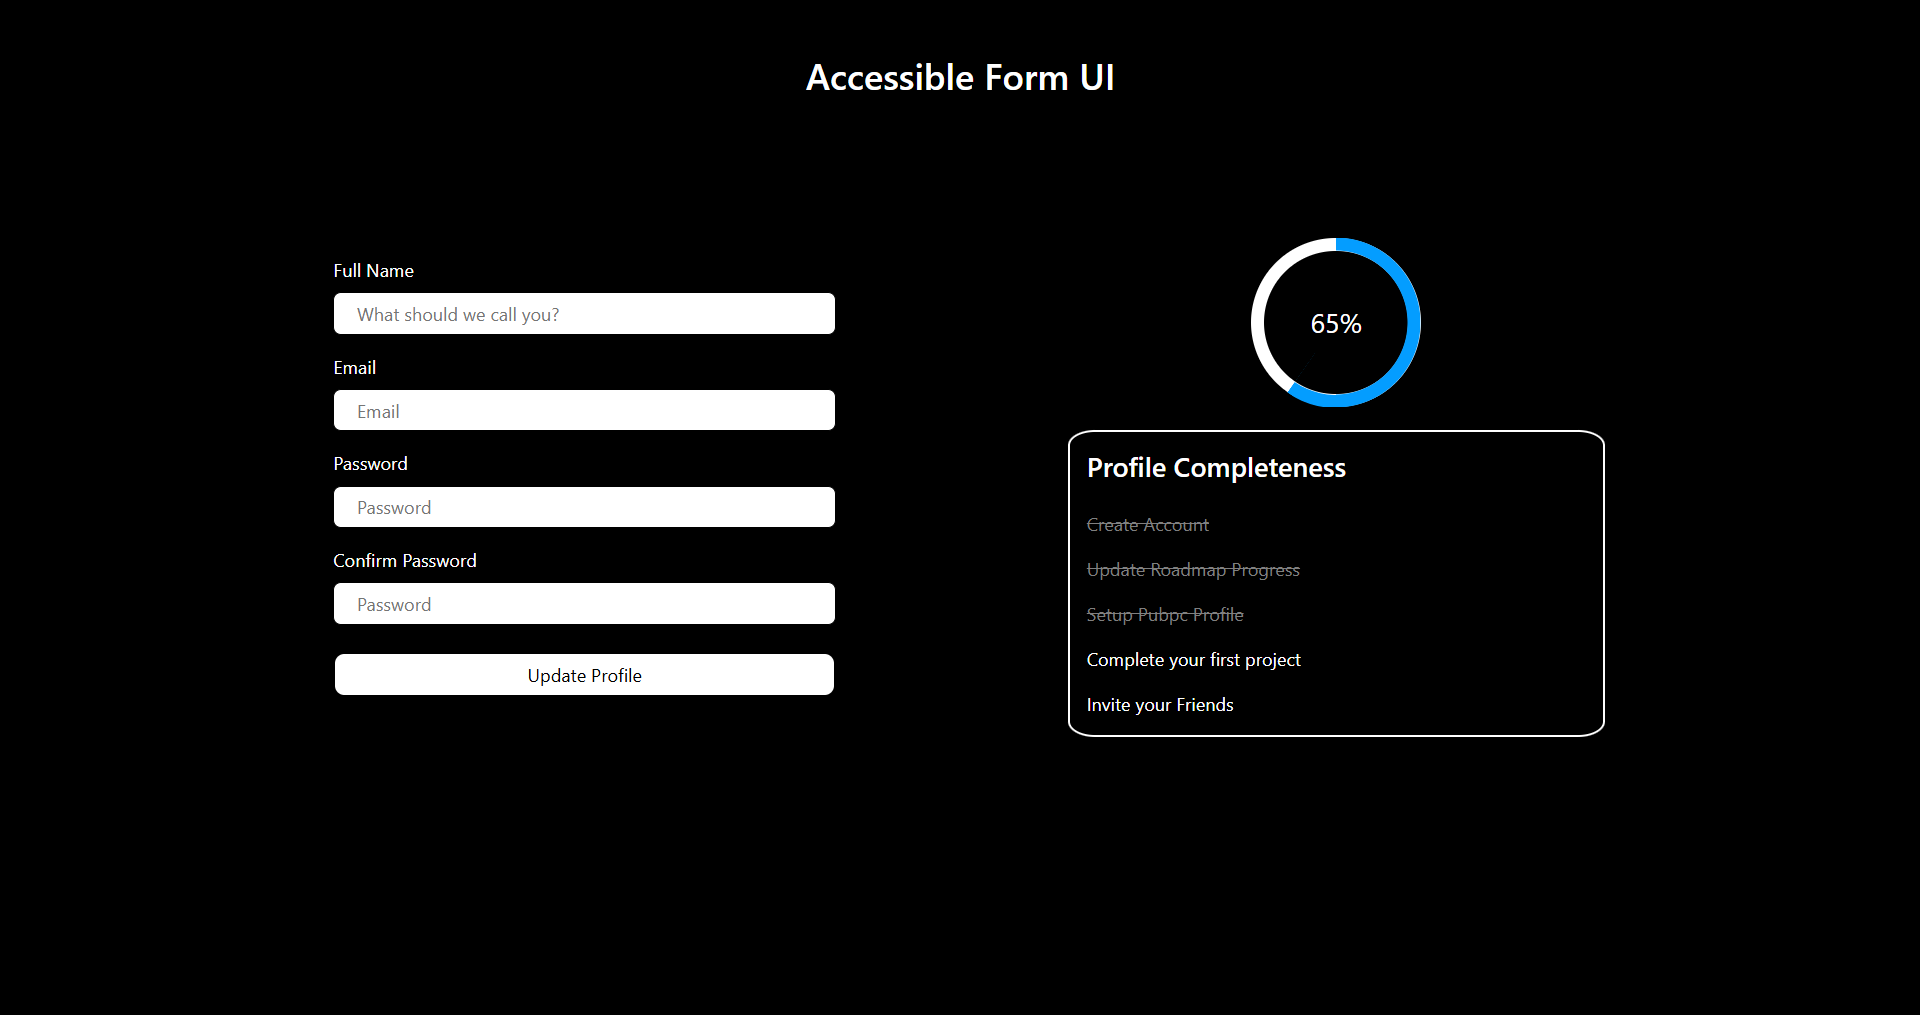 Accessible Form UI
Full Name
What should we call you?
Email
Email
Password
Password
Confirm Password
Password
Update Profile
65%
Profile Completeness
Create Account
Update Roadmap Progress
Setup Pubpc Profile
Complete your first project
Invite your Friends